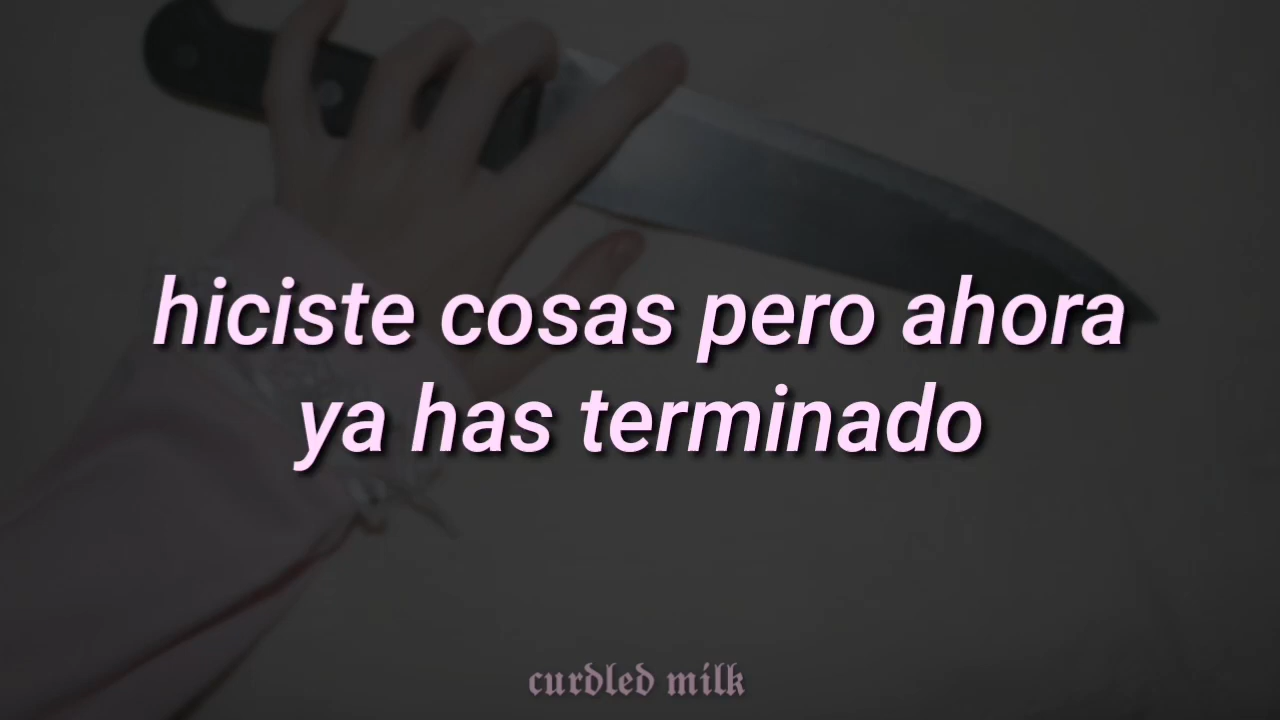 hiciste cosas pero ahora
ya has terminado
curdled milk